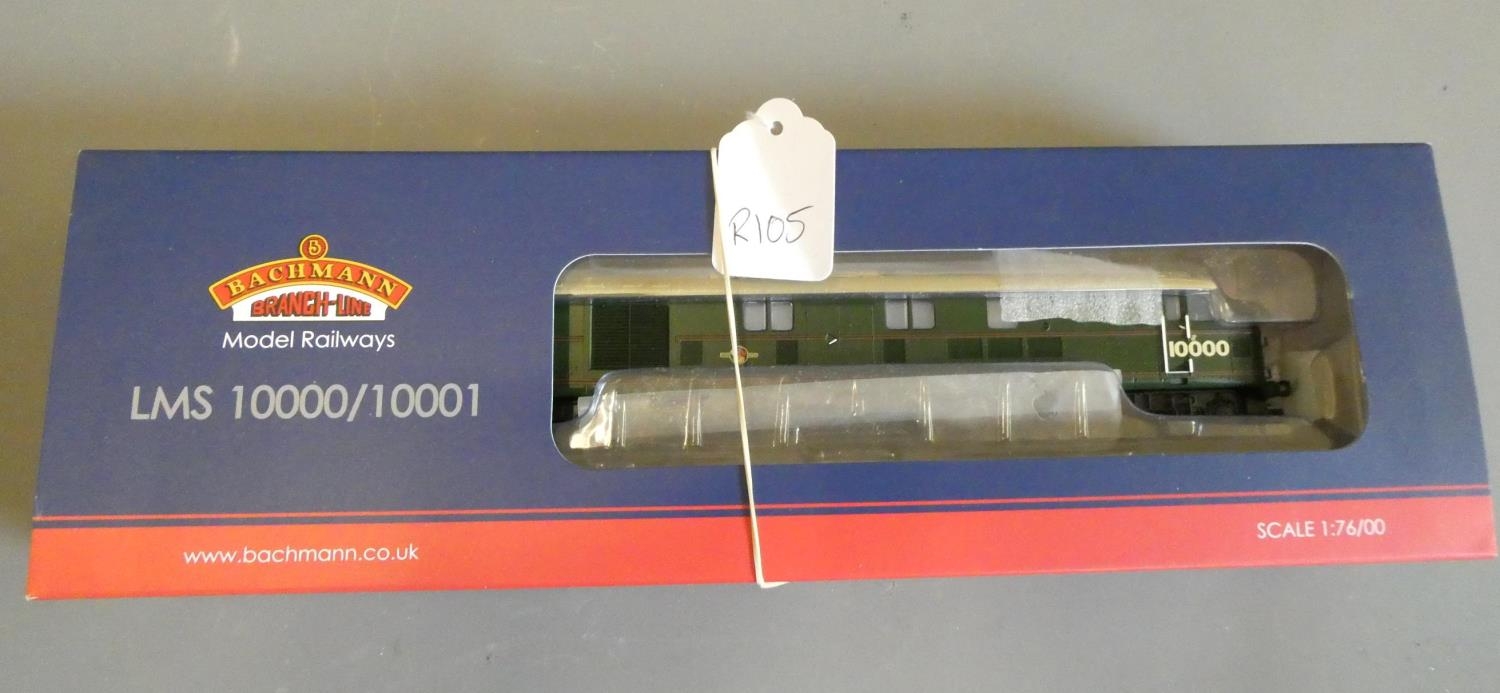 R105
BACHMANN
BRANCH-LINE
Model Railways
LMS 10000/10001
10000
www.bachmann.co.uk
SCALE 1:76/00